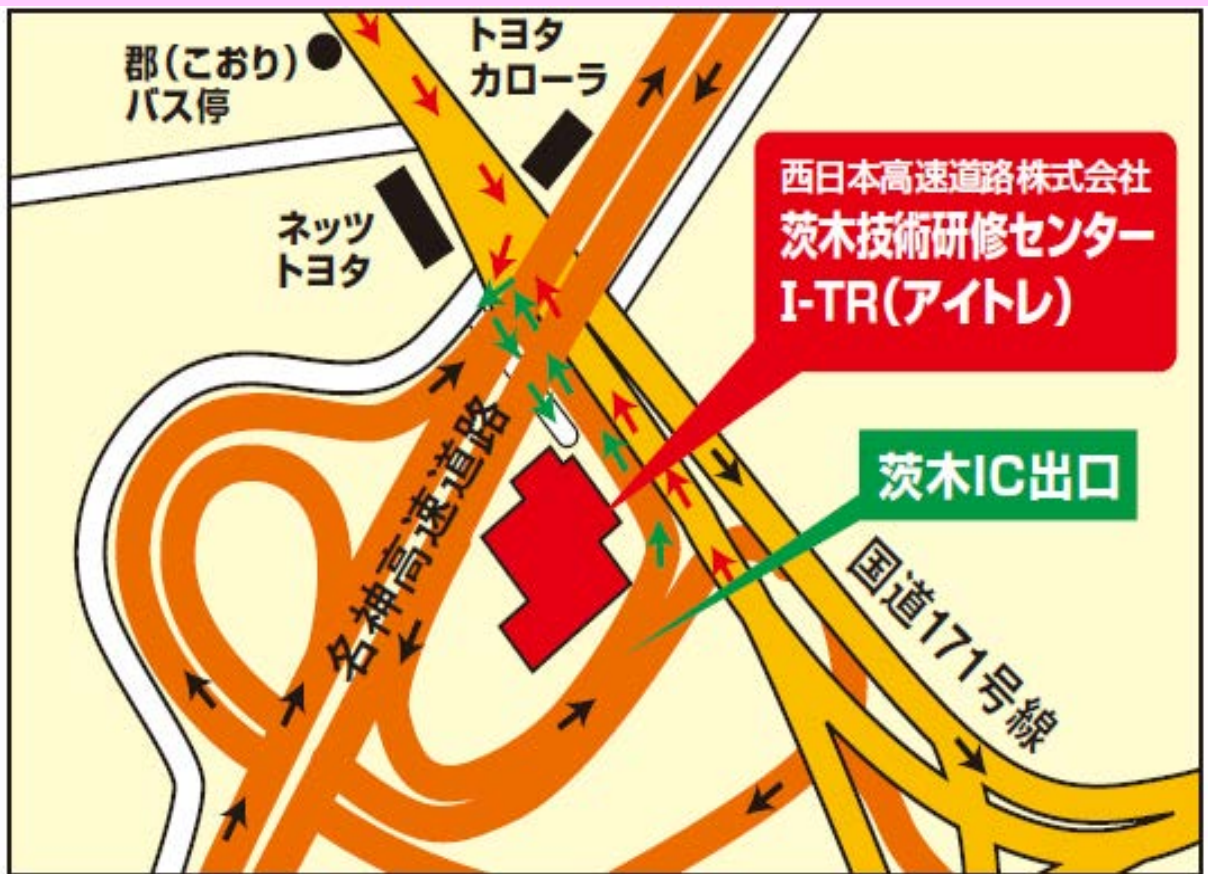 郡（こおり）
バス停
トヨタ
カローラ
ネッツ
トヨタ
西日本高速道路株式会社
茨木技術研修センター
I-TR（アイトレ）
茨木IC出口
名神高速道路
国道171号線